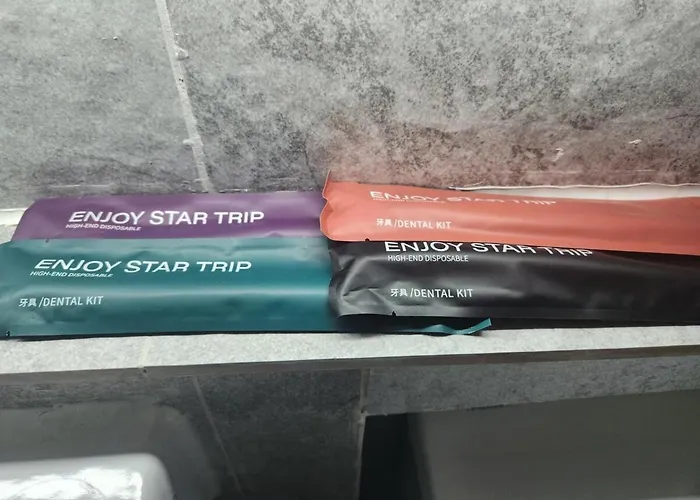 ENJOY STAR TRIP
HIGH-END DISPOSABLE
ENJOY STAR TRIP
HIGH-END DISPOSABLE
牙具/DENTAL KIT
ENJOY STAR TRIP
牙具/DENTAL KIT
ENJOY STAR TRIP
HIGH-END DISPOSABLE
牙具/DENTAL KIT